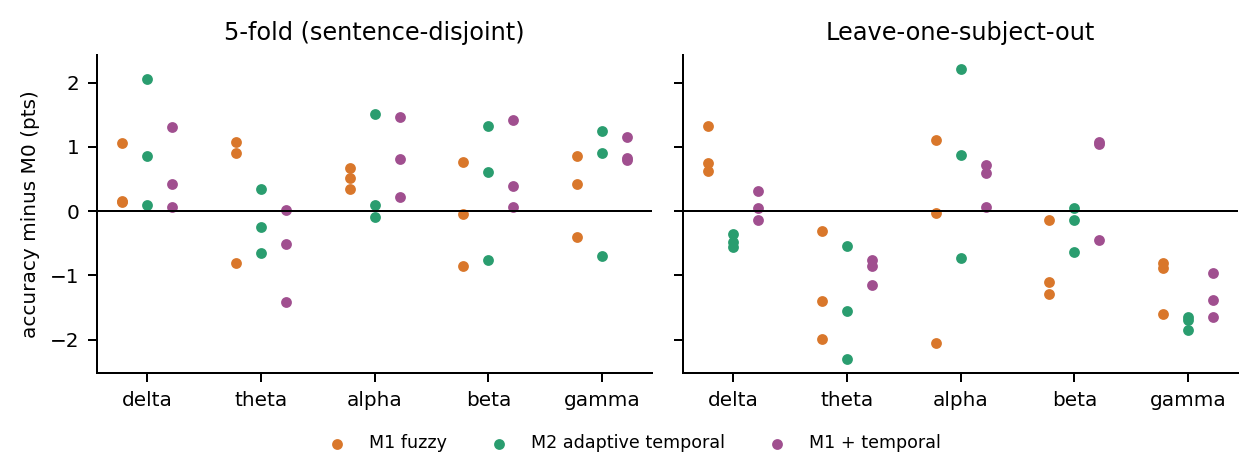 5-fold (sentence-disjoint)
Leave-one-subject-out
accuracy minus M0 (pts)
2
1
0
−1
−2
delta theta alpha beta gamma
delta theta alpha beta gamma
M1 fuzzy M2 adaptive temporal M1 + temporal